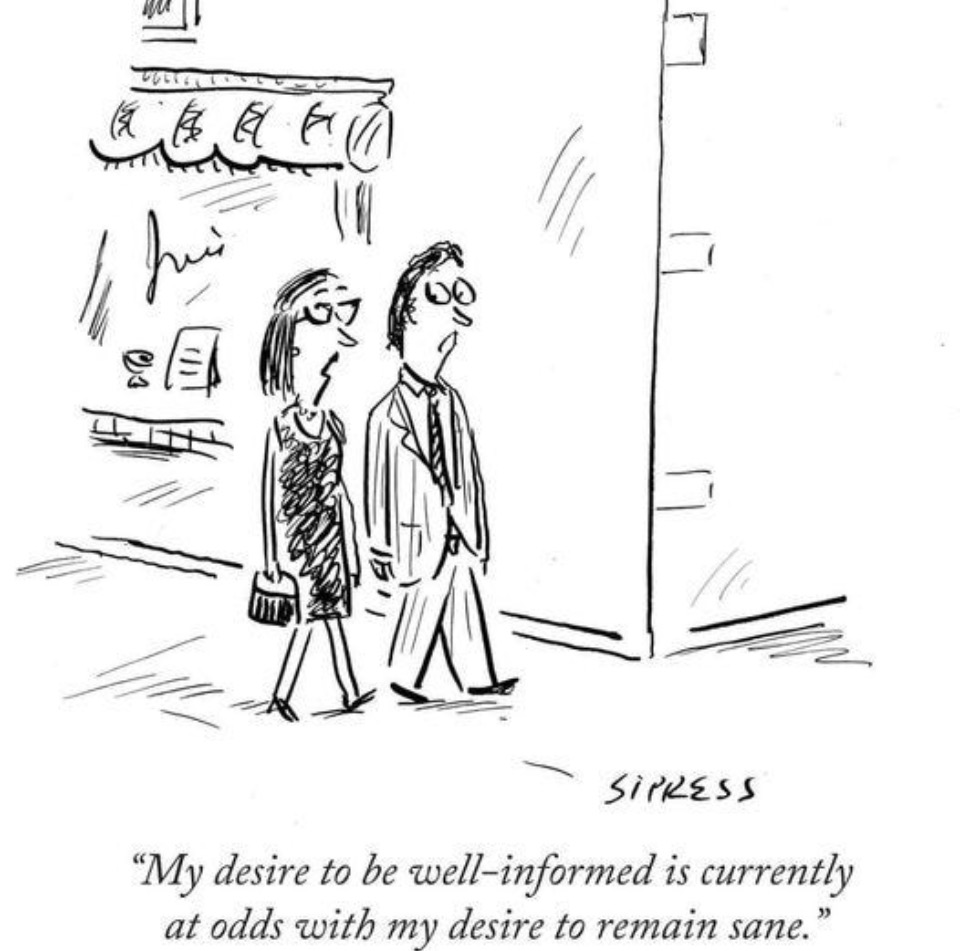 SIPRESS
“My desire to be well-informed is currently
at odds with my desire to remain sane.”